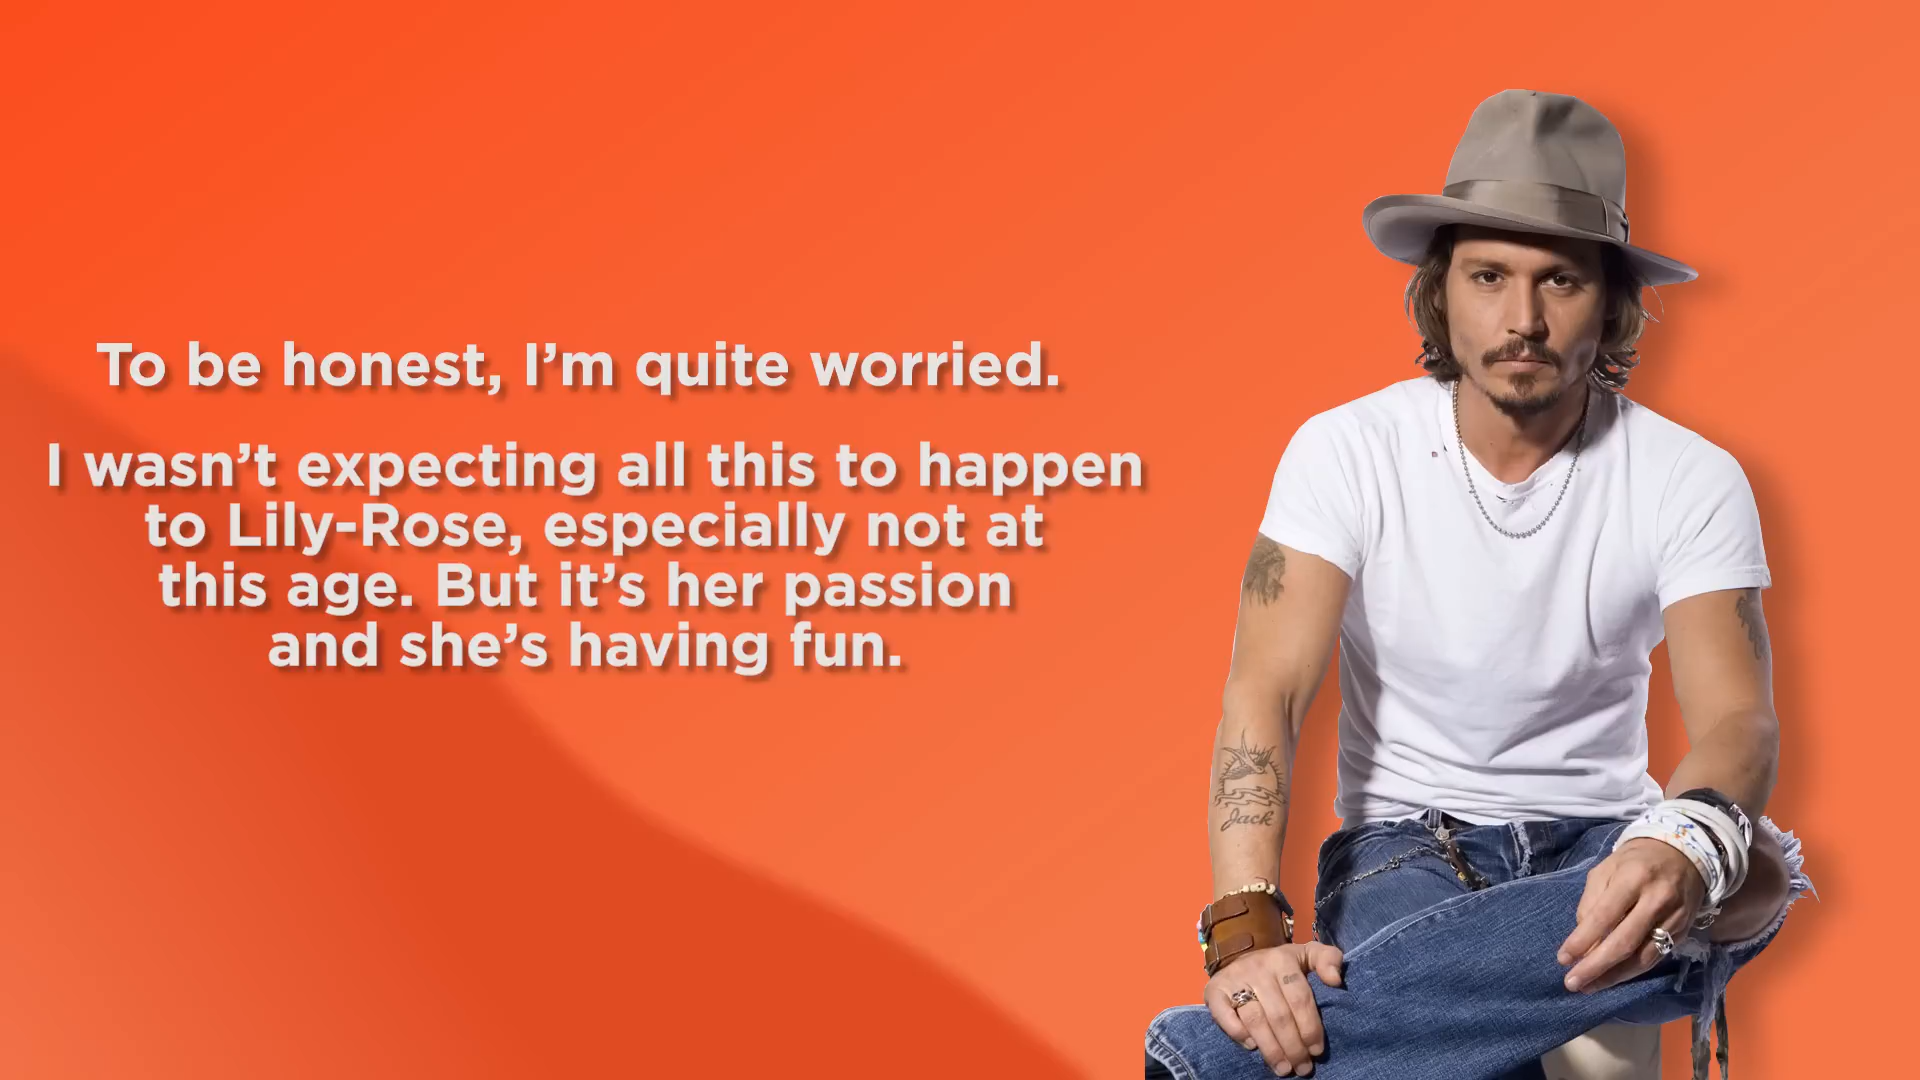 To be honest, I’m quite worried.
I wasn’t expecting all this to happen
to Lily-Rose, especially not at
this age. But it’s her passion
and she’s having fun.
Jack